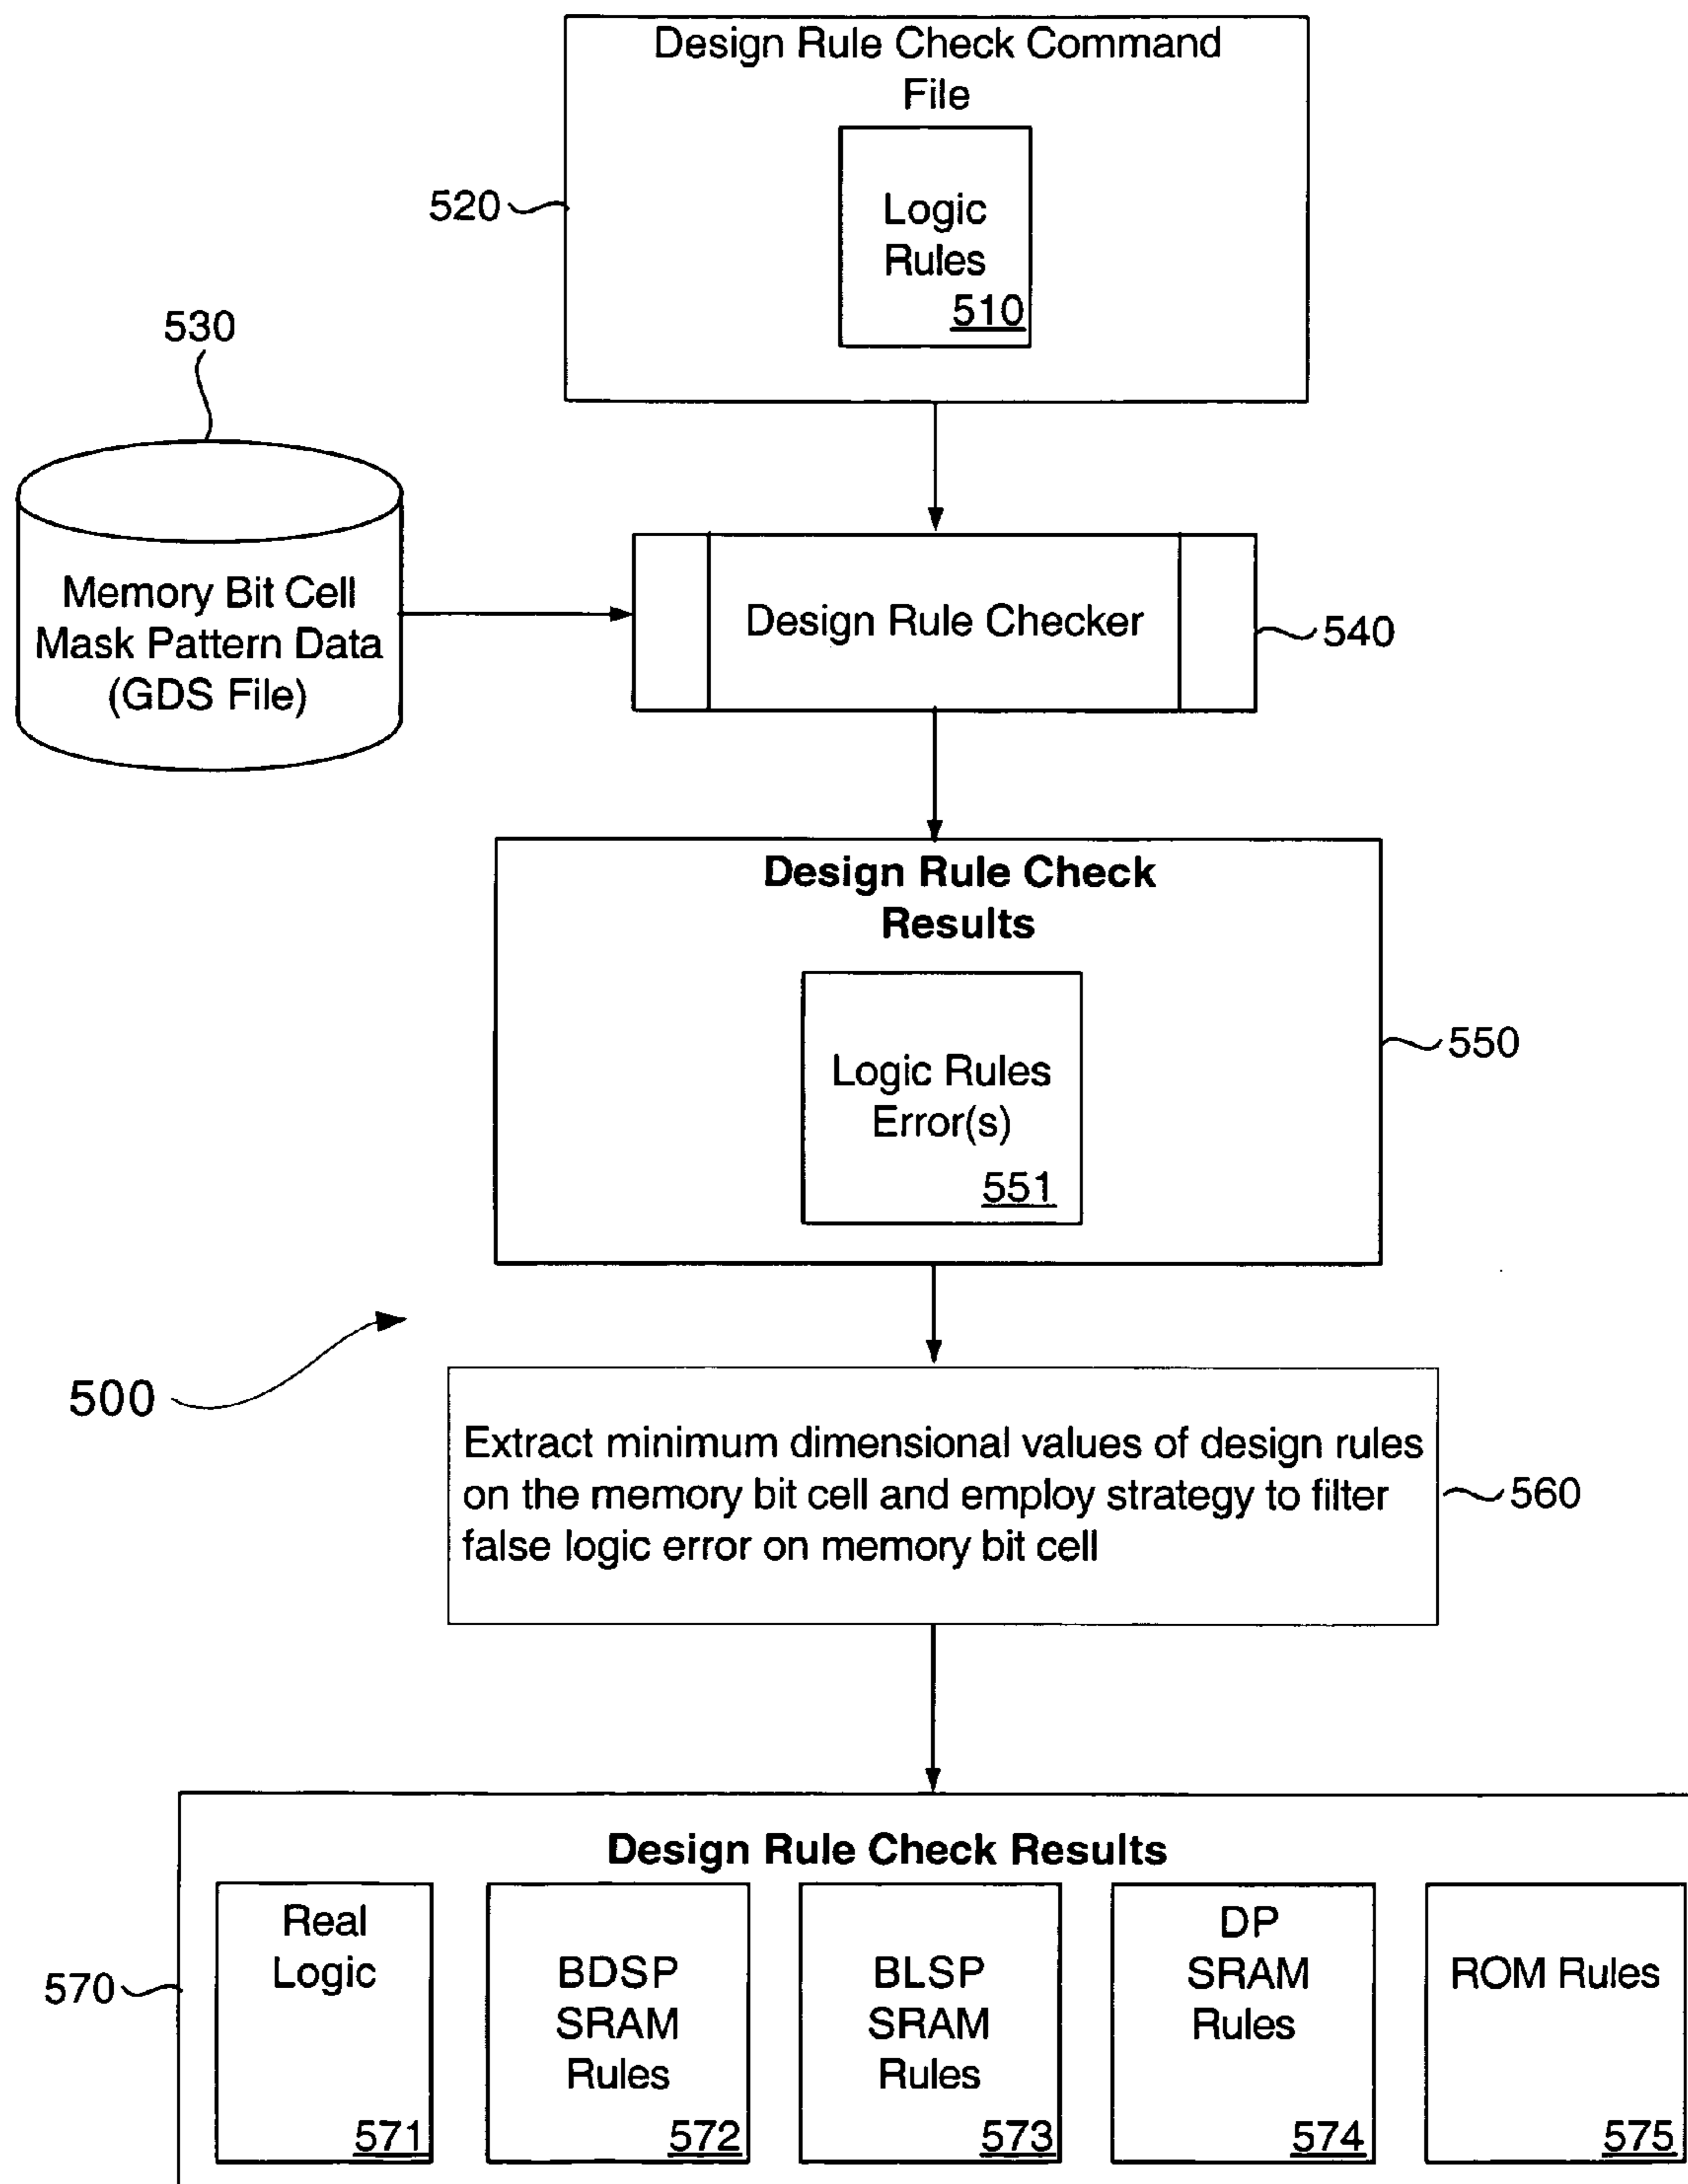 Design Rule Check Command
File
520
Logic
Rules
510
530
Memory Bit Cell
Mask Pattern Data
(GDS File)
Design Rule Checker
540
Design Rule Check
Results
550
Logic Rules
Error(s)
551
500
Extract minimum dimensional values of design rules
on the memory bit cell and employ strategy to filter
false logic error on memory bit cell
560
Design Rule Check Results
570
Real
Logic
571
BDSP
SRAM
Rules
572
BLSP
SRAM
Rules
573
DP
SRAM
Rules
574
ROM Rules
575